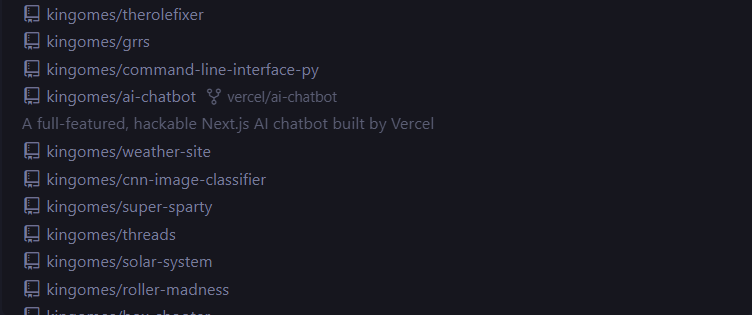 kingomes/therolefixer
kingomes/grrs
kingomes/command-line-interface-py
kingomes/ai-chatbot vercel/ai-chatbot
A full-featured, hackable Next.js AI chatbot built by Vercel
kingomes/weather-site
kingomes/cnn-image-classifier
kingomes/super-sparty
kingomes/threads
kingomes/solar-system
kingomes/roller-madness